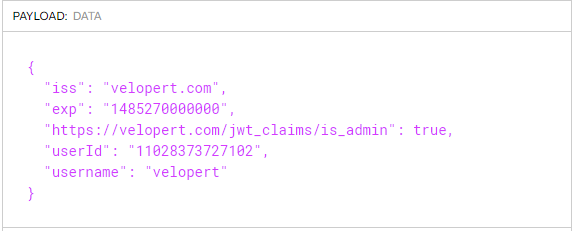 PAYLOAD: DATA
{
"iss": "velopert.com",
"exp": "1485270000000",
"https://velopert.com/jwt_claims/is_admin": true,
"userId": "11028373727102",
"username": "velopert"
}